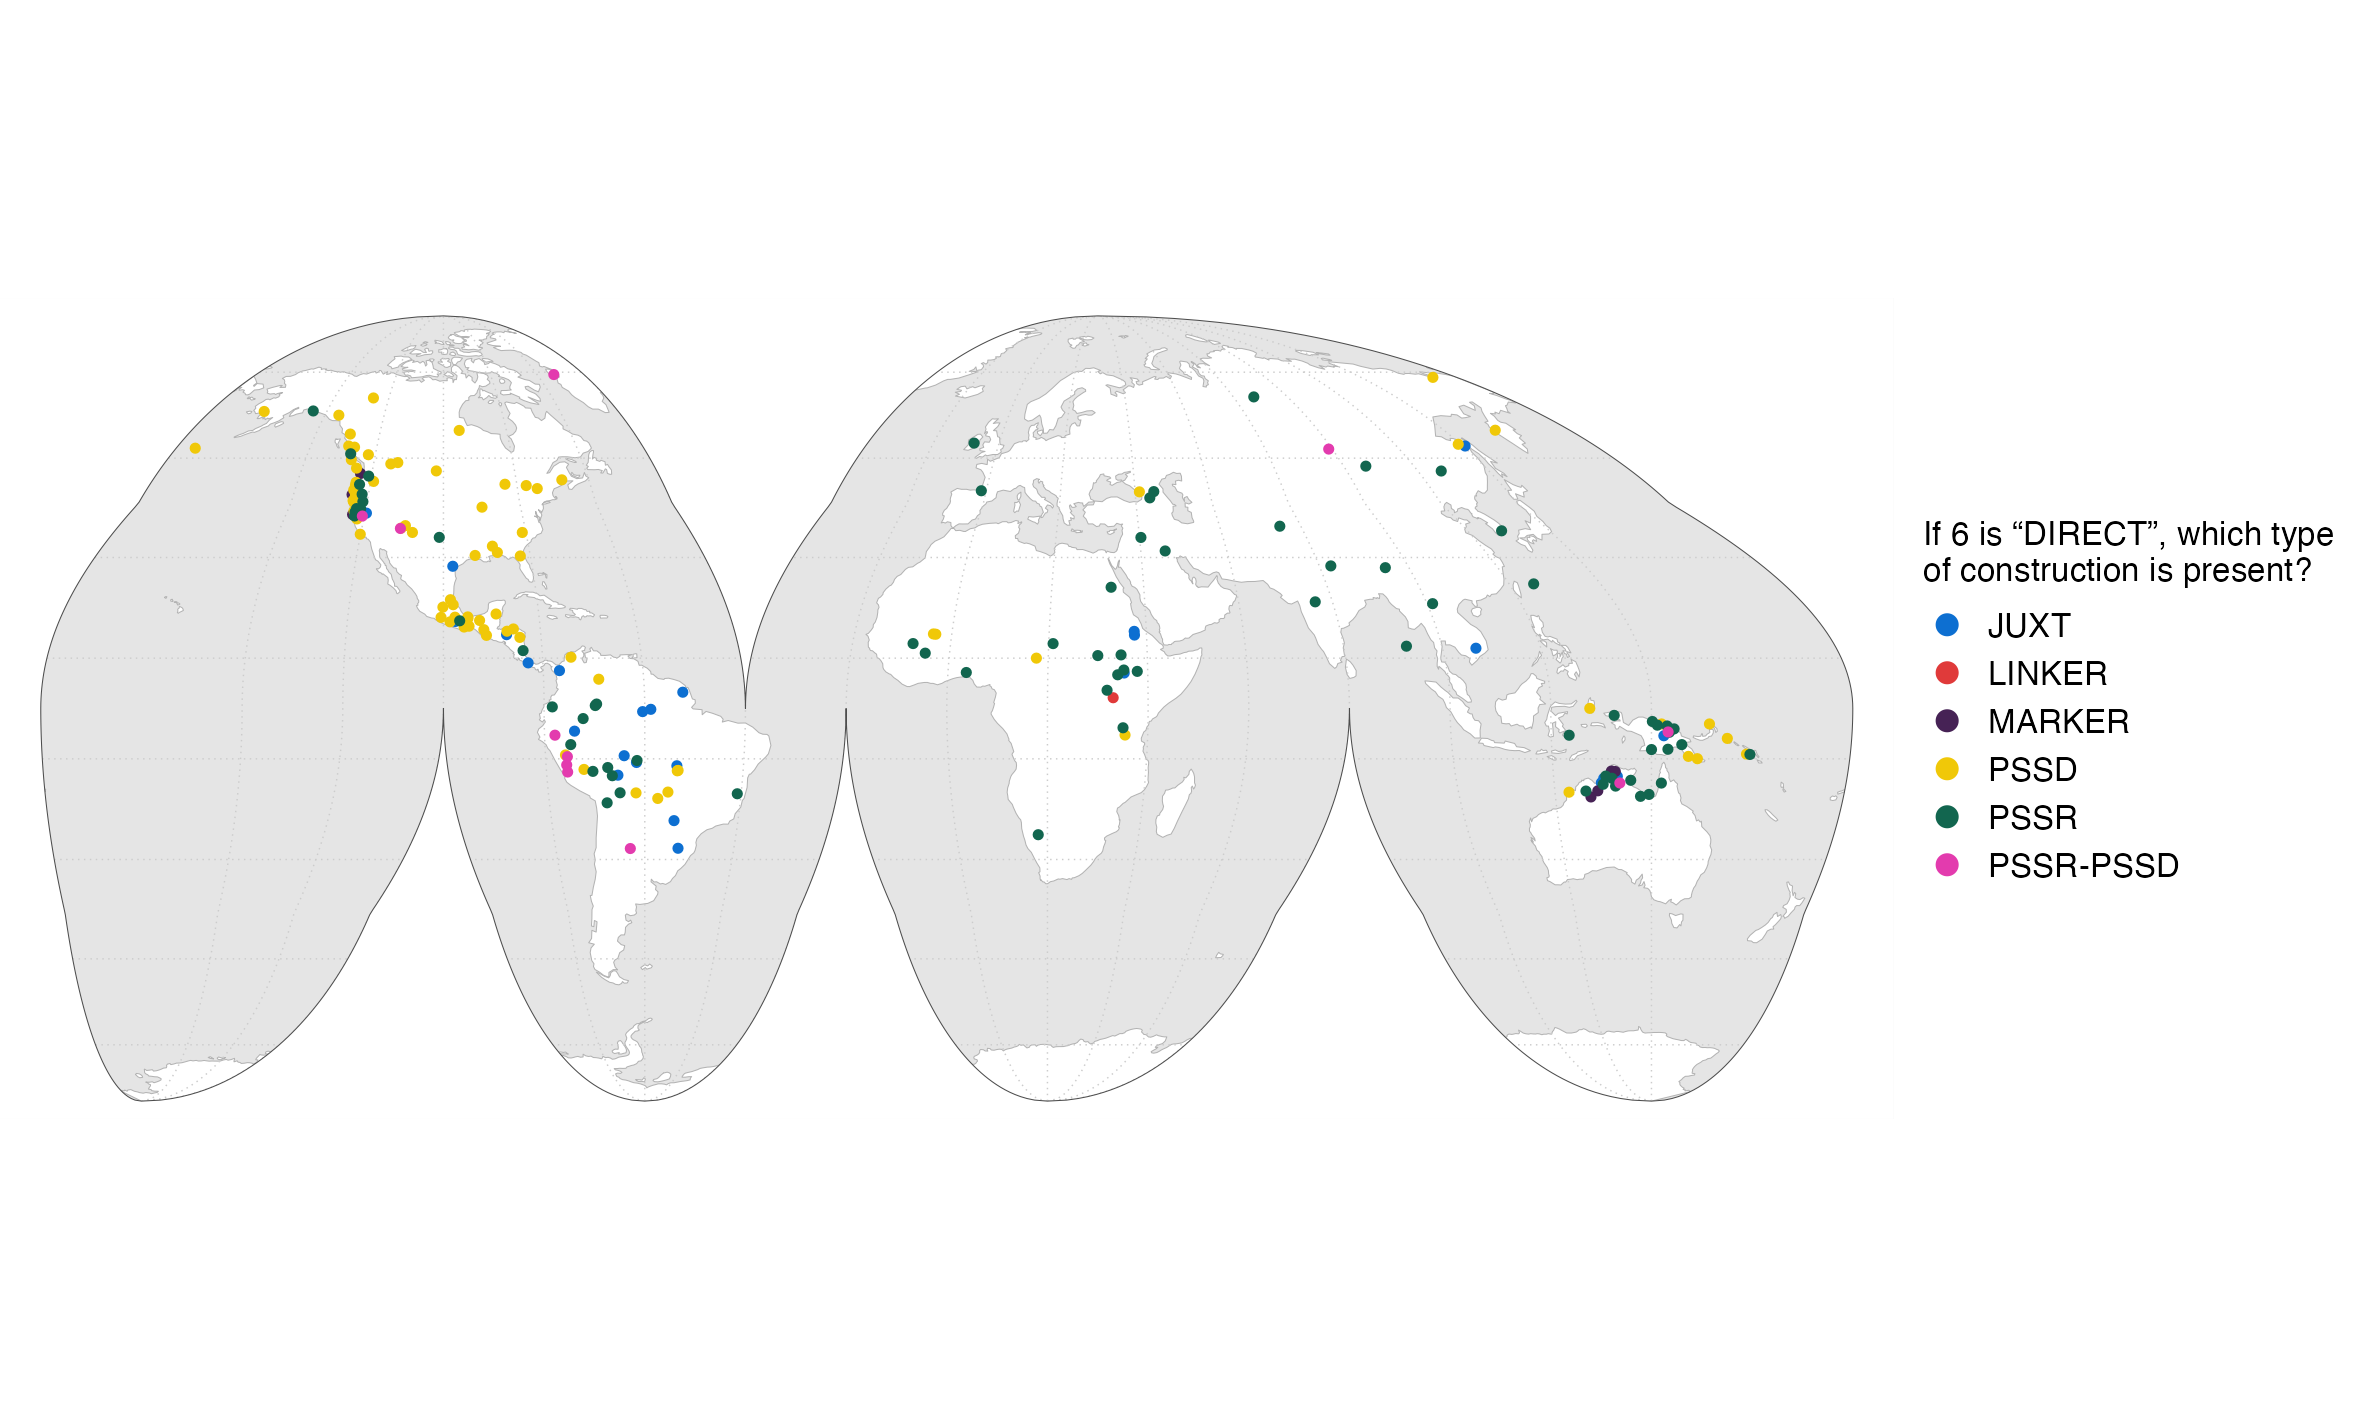 If 6 is “DIRECT”, which type
of construction is present?
JUXT
LINKER
MARKER
PSSD
PSSR
PSSR-PSSD